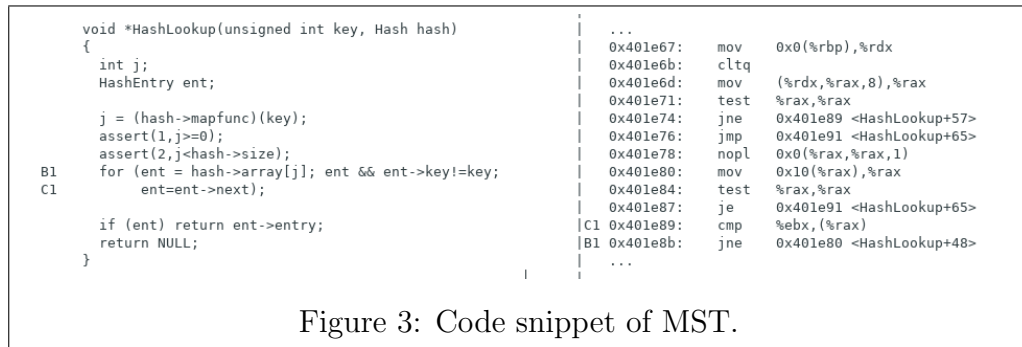 void *HashLookup(unsigned int key, Hash hash)
{
int j;
HashEntry ent;
j = (hash->mapfunc)(key);
assert(1,j>=0);
assert(2,j<hash->size);
B1 for (ent = hash->array[j]; ent && ent->key!=key;
C1 ent=ent->next);
if (ent) return ent->entry;
return NULL;
}
| ...
| 0x401e67: mov 0x0(%rbp),%rdx
| 0x401e6b: cltq
| 0x401e6d: mov (%rdx,%rax,8),%rax
| 0x401e71: test %rax,%rax
| 0x401e74: jne 0x401e89 <HashLookup+57>
| 0x401e76: jmp 0x401e91 <HashLookup+65>
| 0x401e78: nopl 0x0(%rax,%rax,1)
| 0x401e80: mov 0x10(%rax),%rax
| 0x401e84: test %rax,%rax
| 0x401e87: je 0x401e91 <HashLookup+65>
|C1 0x401e89: cmp %ebx,(%rax)
|B1 0x401e8b: jne 0x401e80 <HashLookup+48>
| ...
Figure 3: Code snippet of MST.